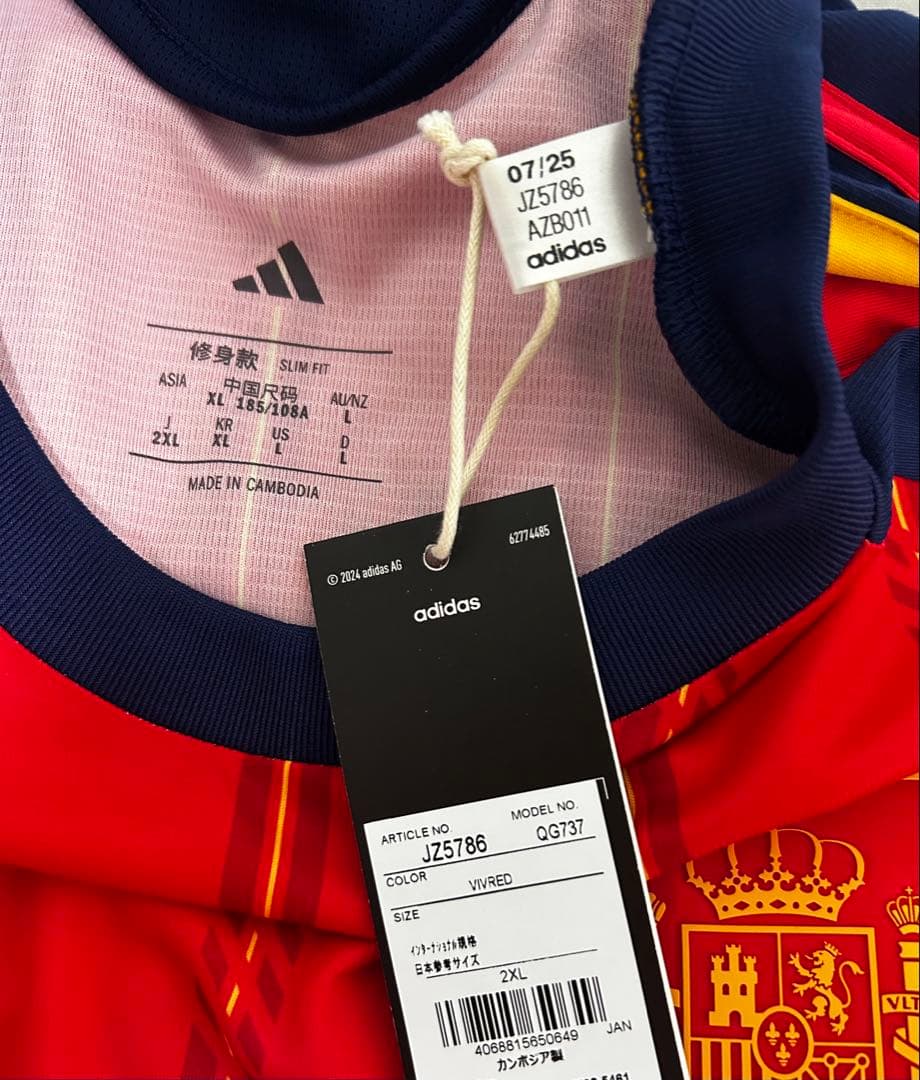 07/25
JZ5786
AZB011
adidas
修身款 SLIM FIT
ASIA XL 中国尺码 185/108A AU/NZ L
J 2XL KR XL US L D L
MADE IN CAMBODIA
© 2024 adidas AG 62774485
adidas
ARTICLE NO. JZ5786 MODEL NO. QG737
COLOR VIVRED
SIZE
インターナショナル規格
日本参考サイズ
2XL
4068815650649 JAN
カンボジア製
VLT